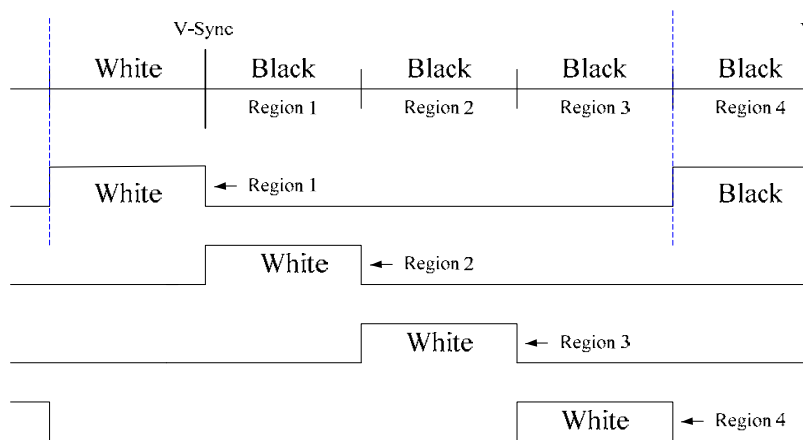 V-Sync
White Black Black Black Black
Region 1 Region 2 Region 3 Region 4
White Region 1 Black
White Region 2
White Region 3
White Region 4